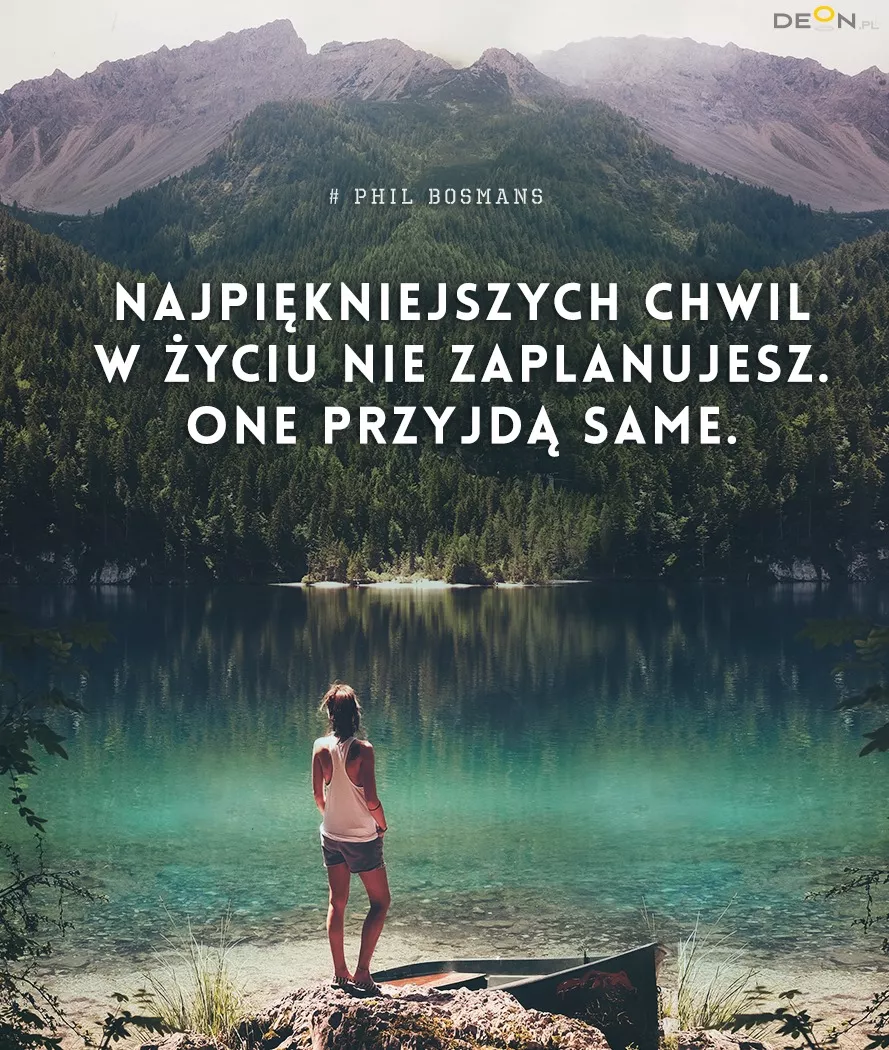 DEON.PL
# PHIL BOSMANS
NAJPIĘKNIEJSZYCH CHWIL
W ŻYCIU NIE ZAPLANUJESZ.
ONE PRZYJDĄ SAME.